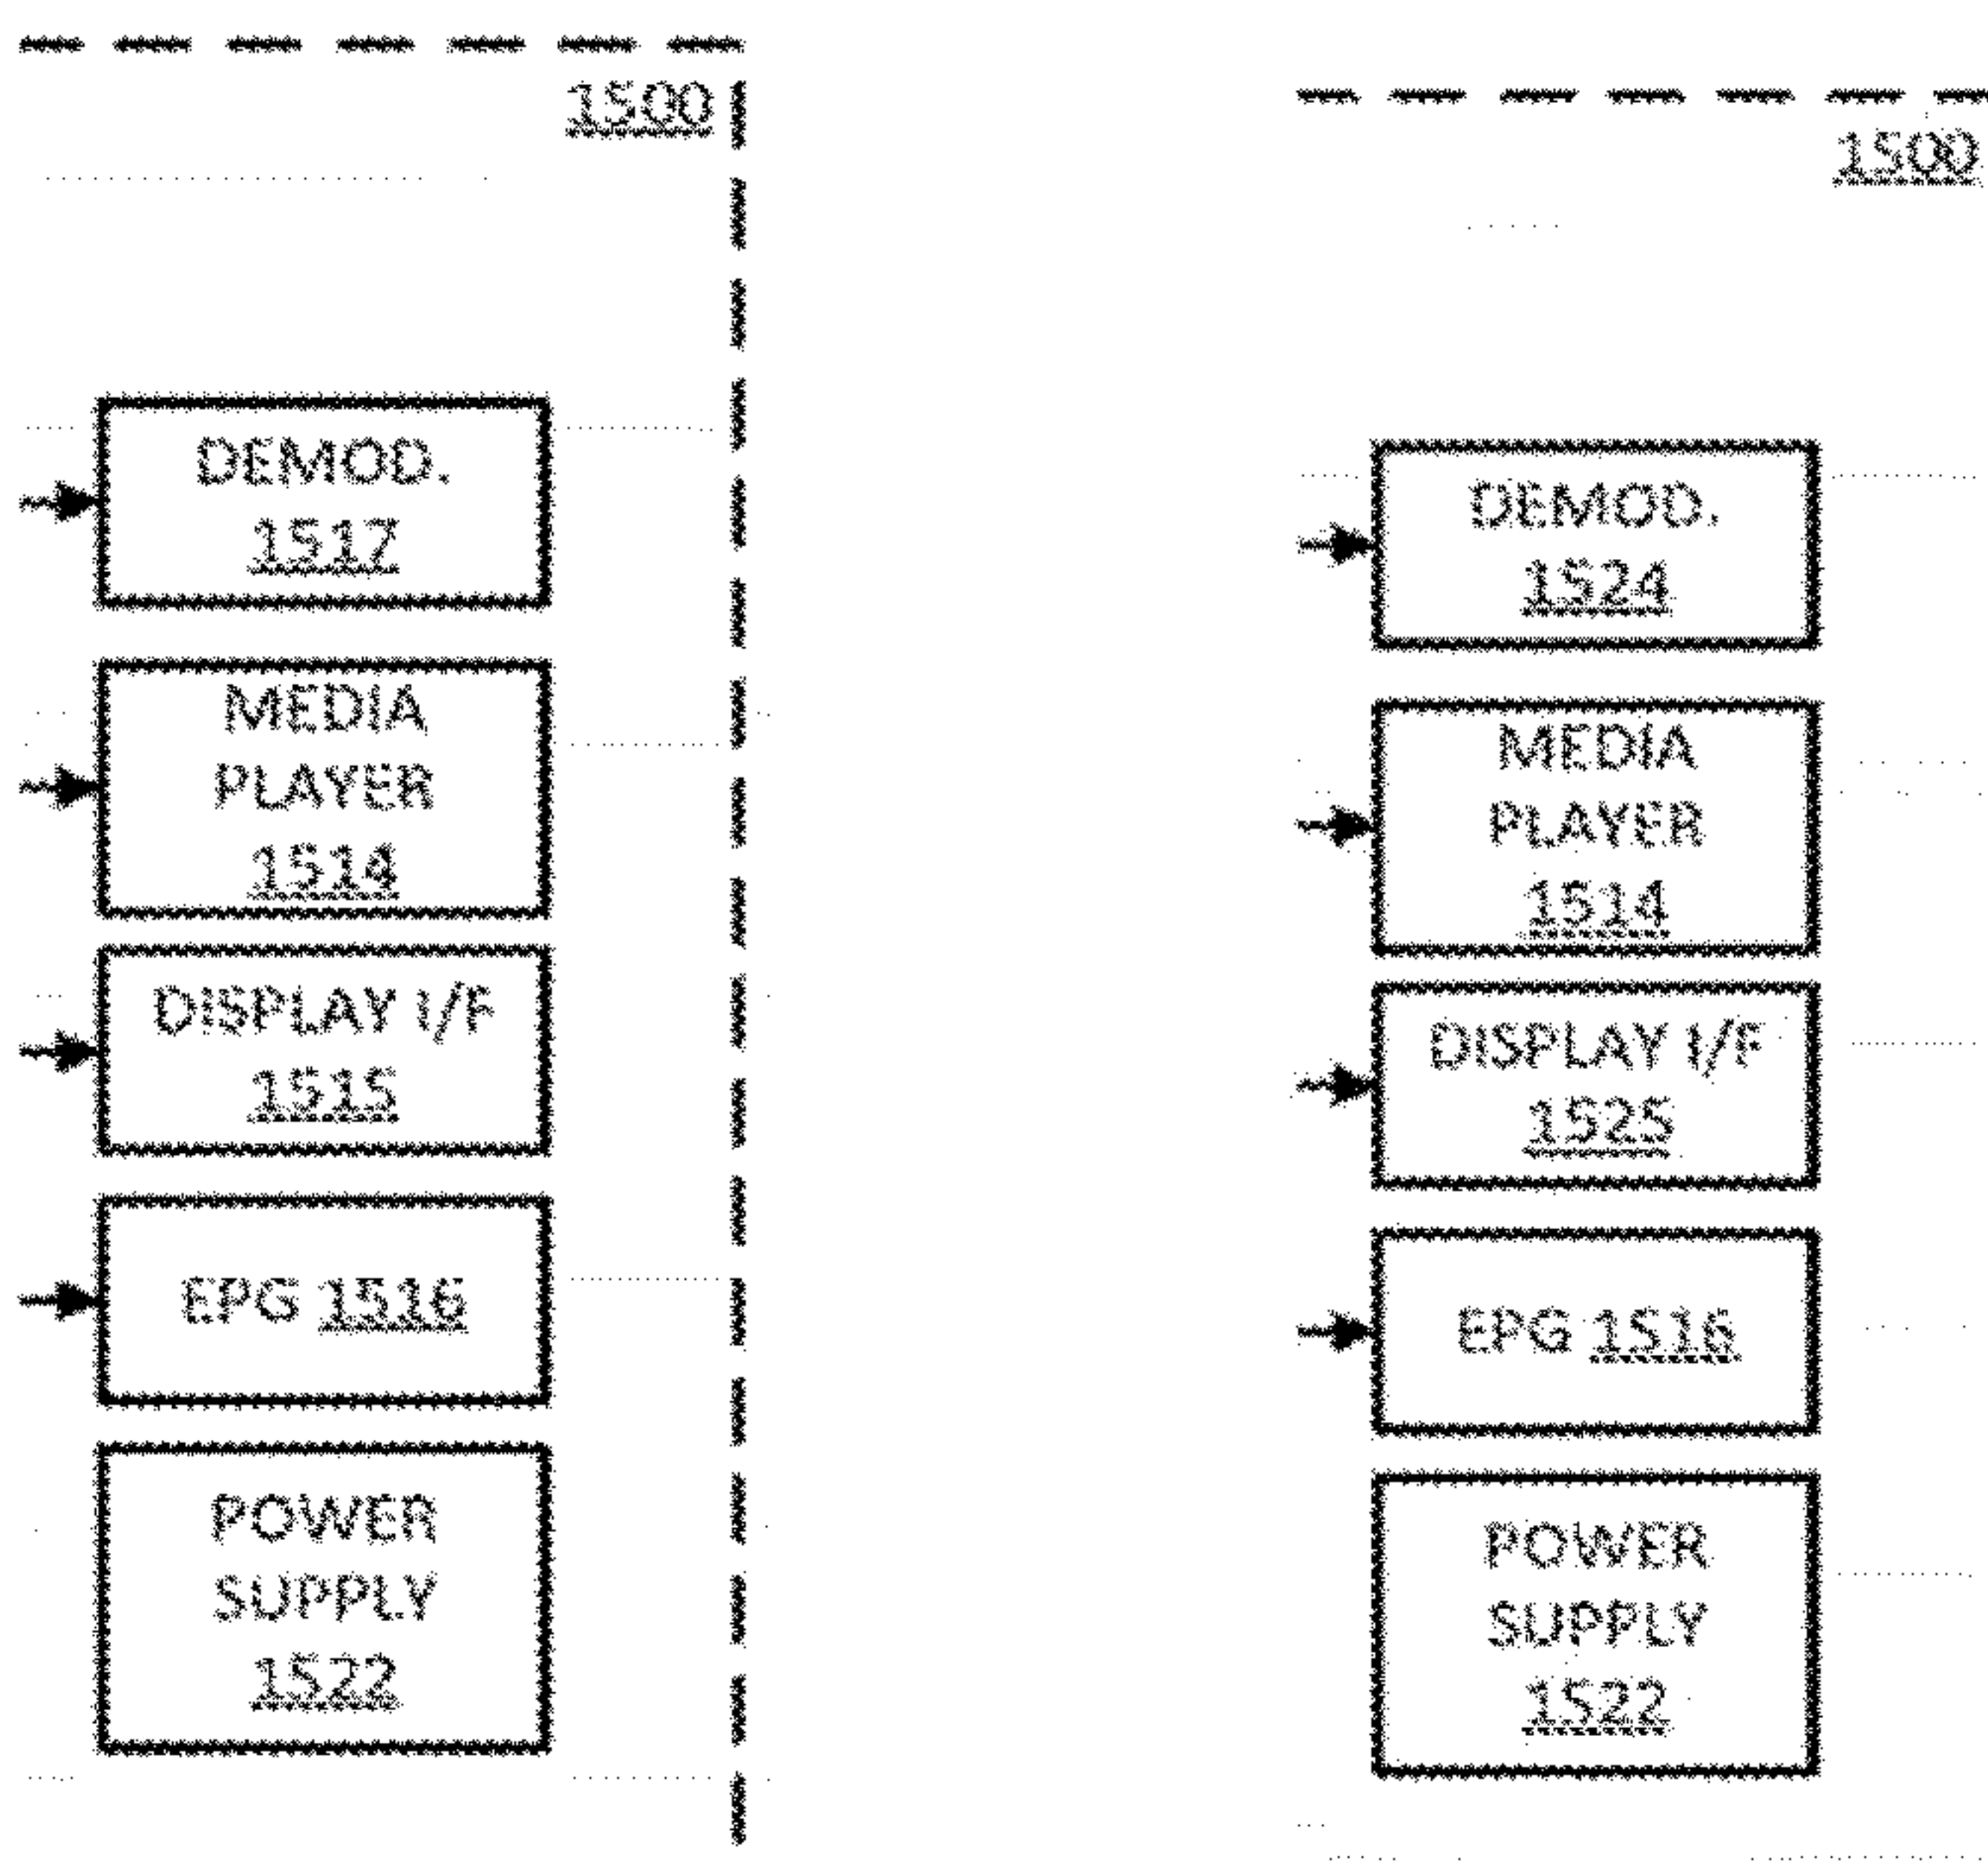 1500
DEMOD.
1517
MEDIA
PLAYER
1514
DISPLAY I/F
1515
EPG 1516
POWER
SUPPLY
1522
1500
DEMOD.
1524
MEDIA
PLAYER
1514
DISPLAY I/F
1525
EPG 1516
POWER
SUPPLY
1522